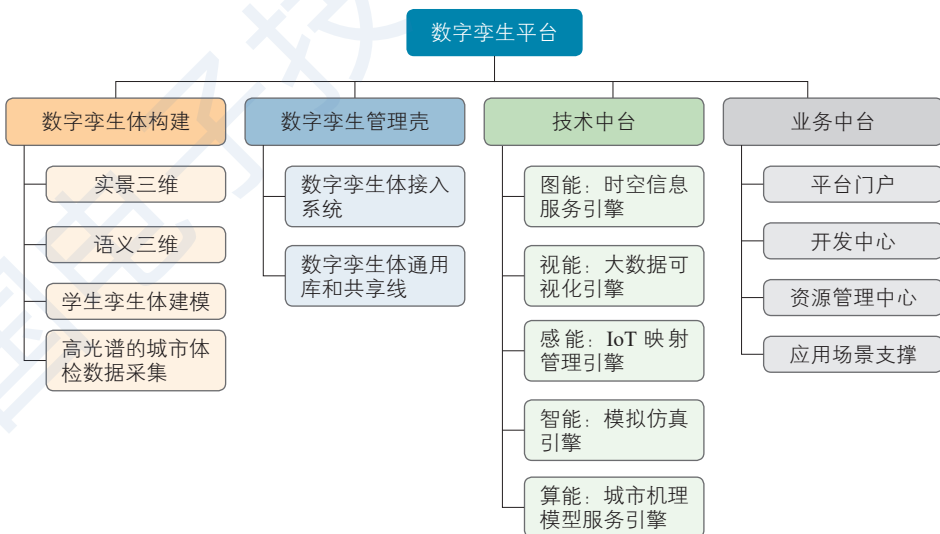 数字孪生平台
数字孪生体构建
实景三维
语义三维
学生孪生体建模
高光谱的城市体
检数据采集
数字孪生管理壳
数字孪生体接入
系统
数字孪生体通用
库和共享线
技术中台
图能：时空信息
服务引擎
视能：大数据可
视化引擎
感能：IoT 映射
管理引擎
智能：模拟仿真
引擎
算能：城市机理
模型服务引擎
业务中台
平台门户
开发中心
资源管理中心
应用场景支撑
国电子技